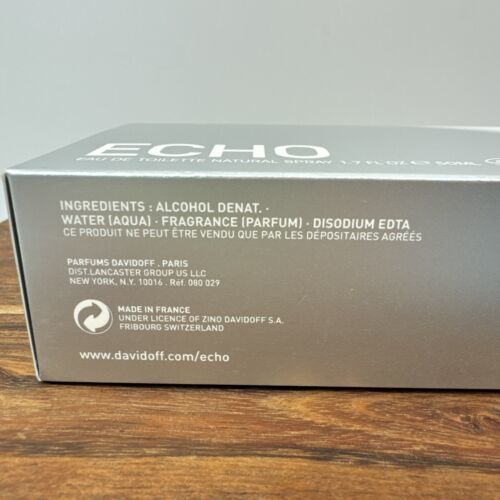 ECHO
EAU DE TOILETTE NATURAL SPRAY 1.7 FL OZ ℮ 50ML
INGREDIENTS : ALCOHOL DENAT. ·
WATER (AQUA) · FRAGRANCE (PARFUM) · DISODIUM EDTA
CE PRODUIT NE PEUT ÊTRE VENDU QUE PAR LES DÉPOSITAIRES AGRÉÉS
PARFUMS DAVIDOFF . PARIS
DIST.LANCASTER GROUP US LLC
NEW YORK, N.Y. 10016 . Réf. 080 029
MADE IN FRANCE
UNDER LICENCE OF ZINO DAVIDOFF S.A.
FRIBOURG SWITZERLAND
www.davidoff.com/echo